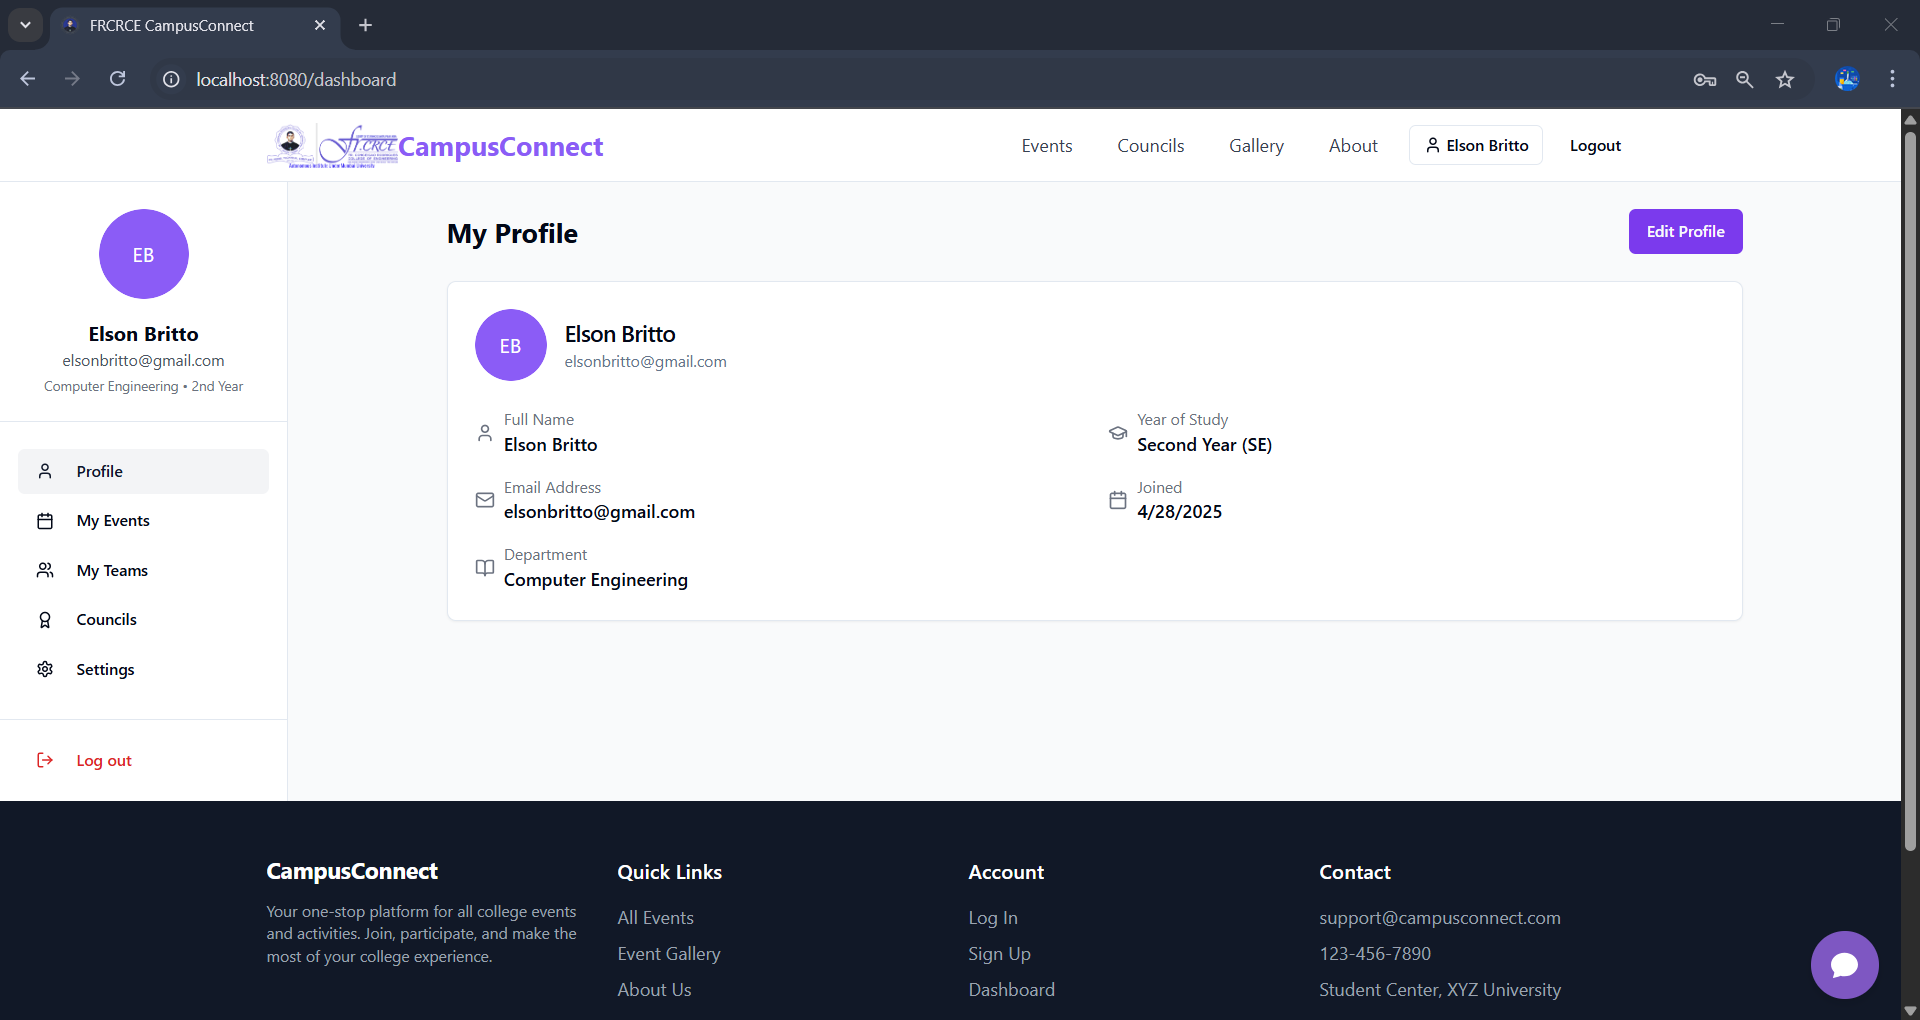 FRCRCE CampusConnect
localhost:8080/dashboard
fr.CRCE
CampusConnect
Events
Councils
Gallery
About
Elson Britto
Logout
EB
Elson Britto
elsonbritto@gmail.com
Computer Engineering • 2nd Year
Profile
My Events
My Teams
Councils
Settings
Log out
My Profile
Edit Profile
EB
Elson Britto
elsonbritto@gmail.com
Full Name
Elson Britto
Year of Study
Second Year (SE)
Email Address
elsonbritto@gmail.com
Joined
4/28/2025
Department
Computer Engineering
CampusConnect
Your one-stop platform for all college events
and activities. Join, participate, and make the
most of your college experience.
Quick Links
All Events
Event Gallery
About Us
Account
Log In
Sign Up
Dashboard
Contact
support@campusconnect.com
123-456-7890
Student Center, XYZ University